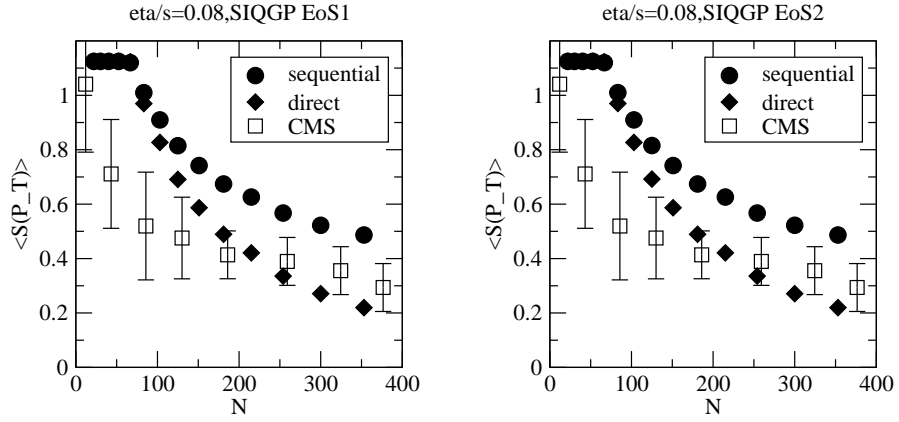 eta/s=0.08,SIQGP EoS1
<S(P_T)>
1
0.8
0.6
0.4
0.2
0
sequential
direct
CMS
0 100 200 300 400
N
eta/s=0.08,SIQGP EoS2
<S(P_T)>
1
0.8
0.6
0.4
0.2
0
sequential
direct
CMS
0 100 200 300 400
N